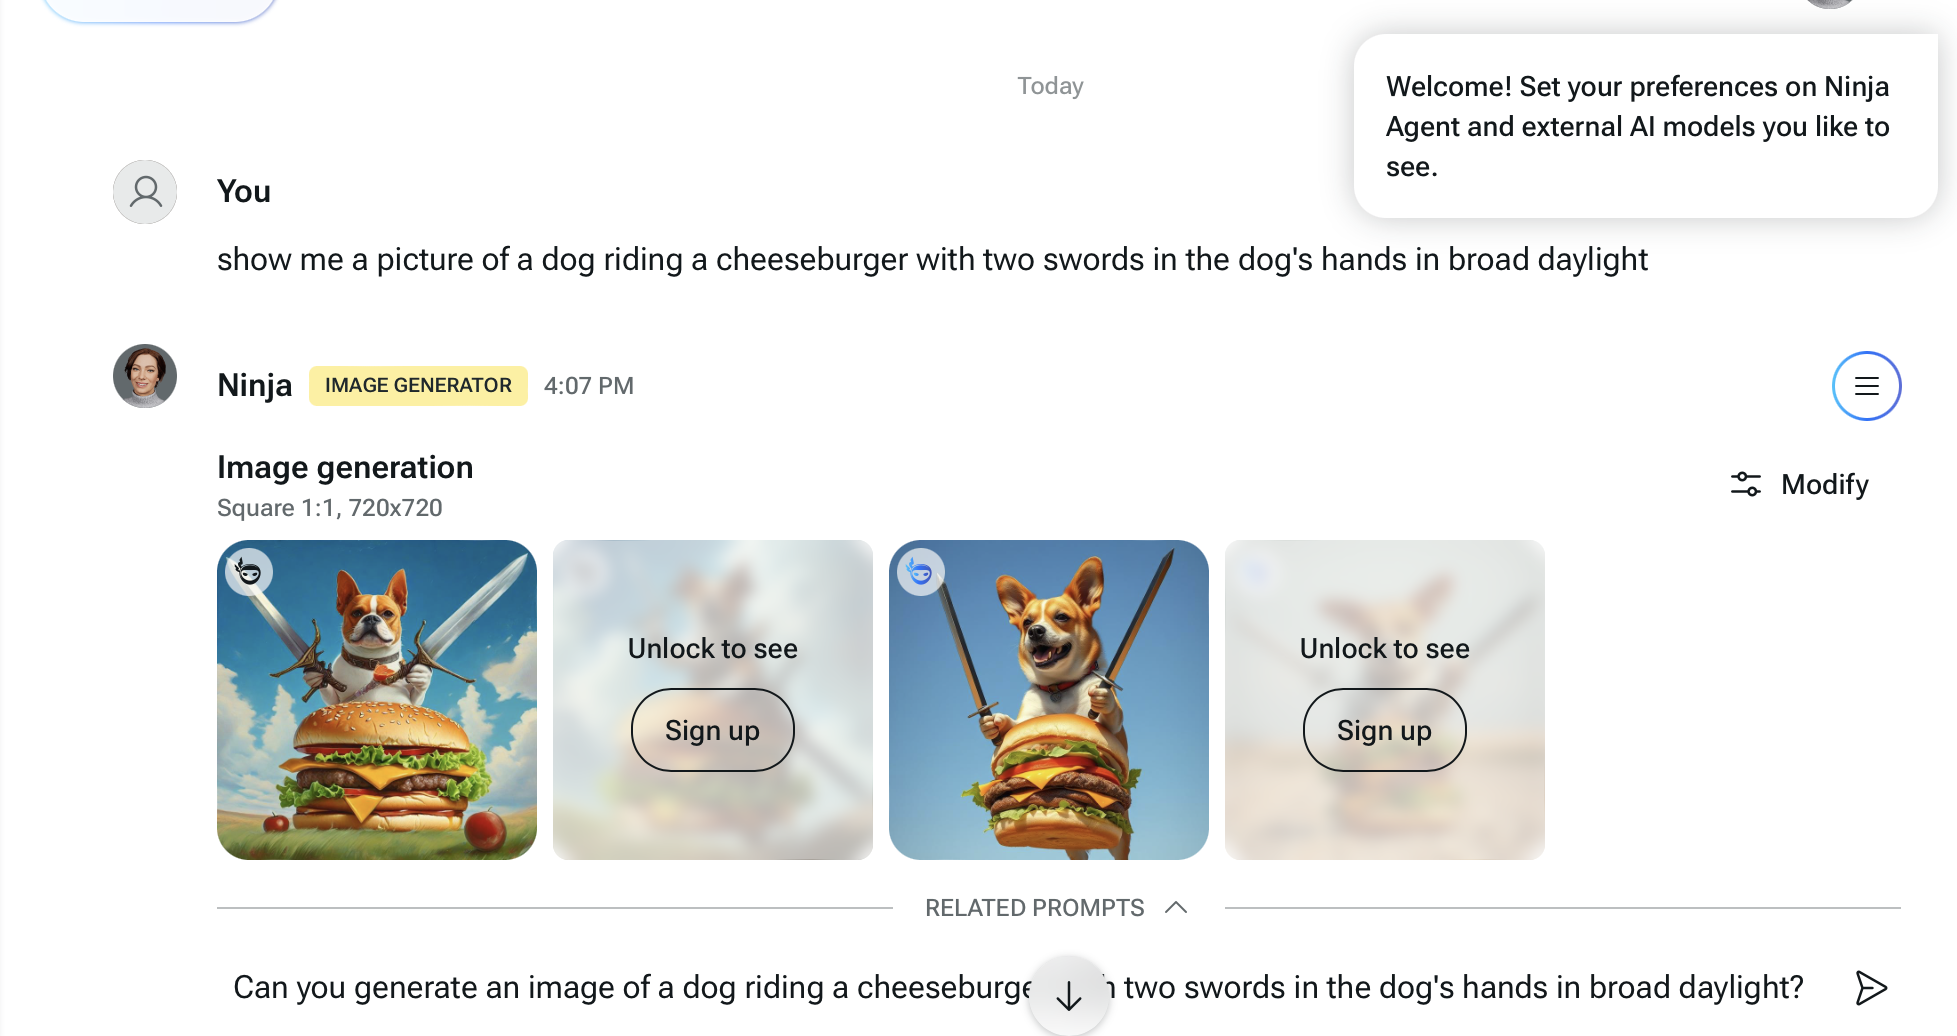 Today
Welcome! Set your preferences on Ninja
Agent and external AI models you like to
see.
You
show me a picture of a dog riding a cheeseburger with two swords in the dog's hands in broad daylight
Ninja
IMAGE GENERATOR
4:07 PM
Image generation
Square 1:1, 720x720
Modify
Unlock to see
Sign up
Unlock to see
Sign up
RELATED PROMPTS
Can you generate an image of a dog riding a two swords in the dog's hands in broad daylight?